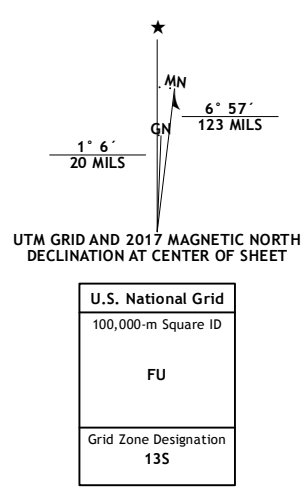 MN
6° 57´
123 MILS
GN
1° 6´
20 MILS
UTM GRID AND 2017 MAGNETIC NORTH
DECLINATION AT CENTER OF SHEET
U.S. National Grid
100,000-m Square ID
FU
Grid Zone Designation
13S